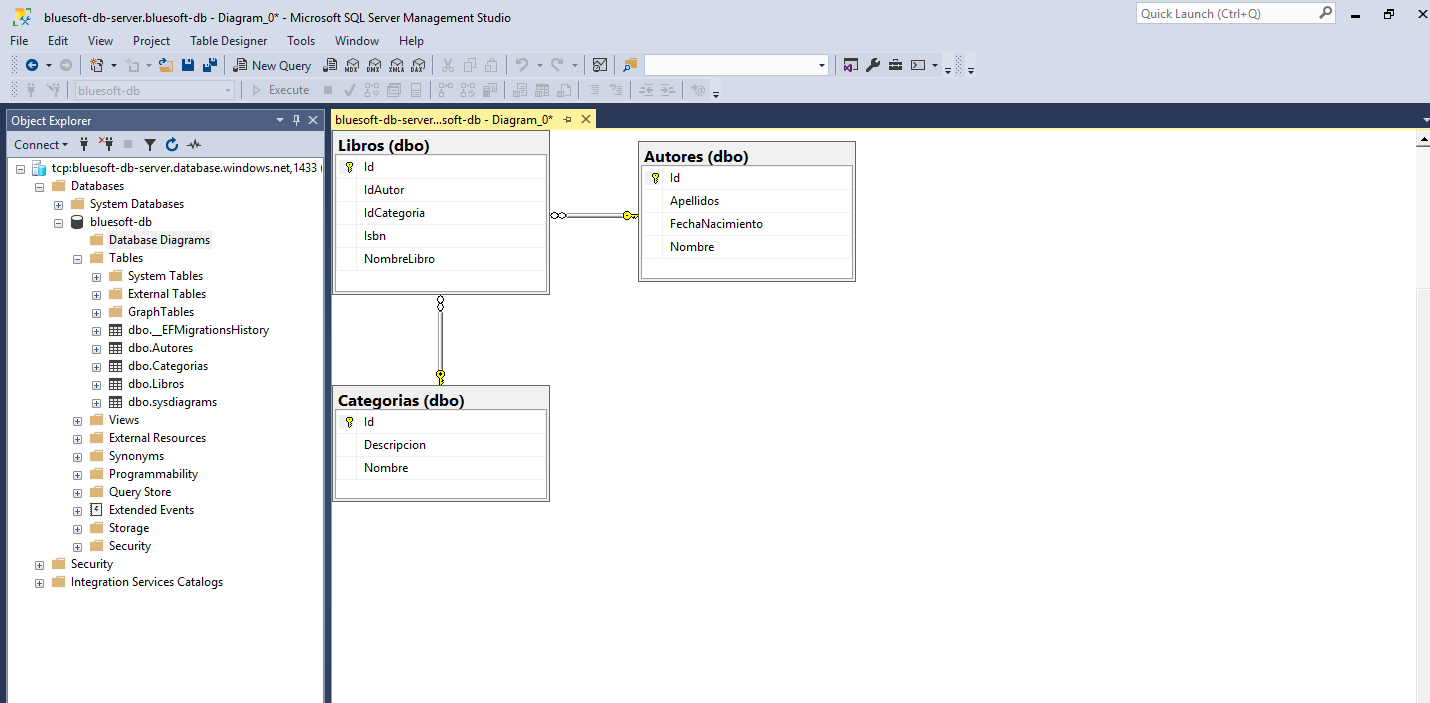 bluesoft-db-server.bluesoft-db - Diagram_0* - Microsoft SQL Server Management Studio
Quick Launch (Ctrl+Q)
File Edit View Project Table Designer Tools Window Help
New Query MDX DMX XMLA DAX
bluesoft-db Execute
Object Explorer
bluesoft-db-server...soft-db - Diagram_0*
Connect
tcp:bluesoft-db-server.database.windows.net,1433 (
Databases
System Databases
bluesoft-db
Database Diagrams
Tables
System Tables
External Tables
GraphTables
dbo.__EFMigrationsHistory
dbo.Autores
dbo.Categorias
dbo.Libros
dbo.sysdiagrams
Views
External Resources
Synonyms
Programmability
Query Store
Extended Events
Storage
Security
Security
Integration Services Catalogs
Libros (dbo)
Id
IdAutor
IdCategoria
Isbn
NombreLibro
Autores (dbo)
Id
Apellidos
FechaNacimiento
Nombre
Categorias (dbo)
Id
Descripcion
Nombre